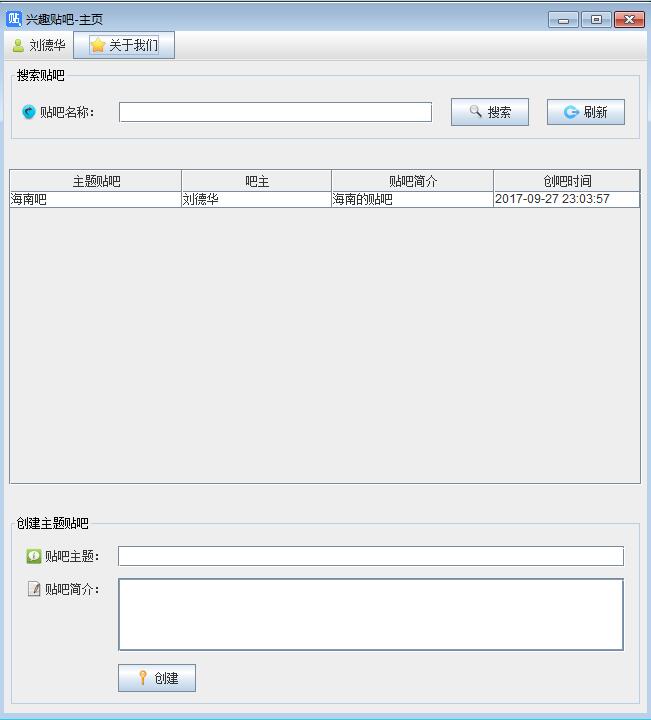 贴 兴趣贴吧-主页
刘德华 关于我们
搜索贴吧
贴吧名称： 搜索 刷新
主题贴吧 吧主 贴吧简介 创吧时间
海南吧 刘德华 海南的贴吧 2017-09-27 23:03:57
创建主题贴吧
贴吧主题：
贴吧简介：
创建